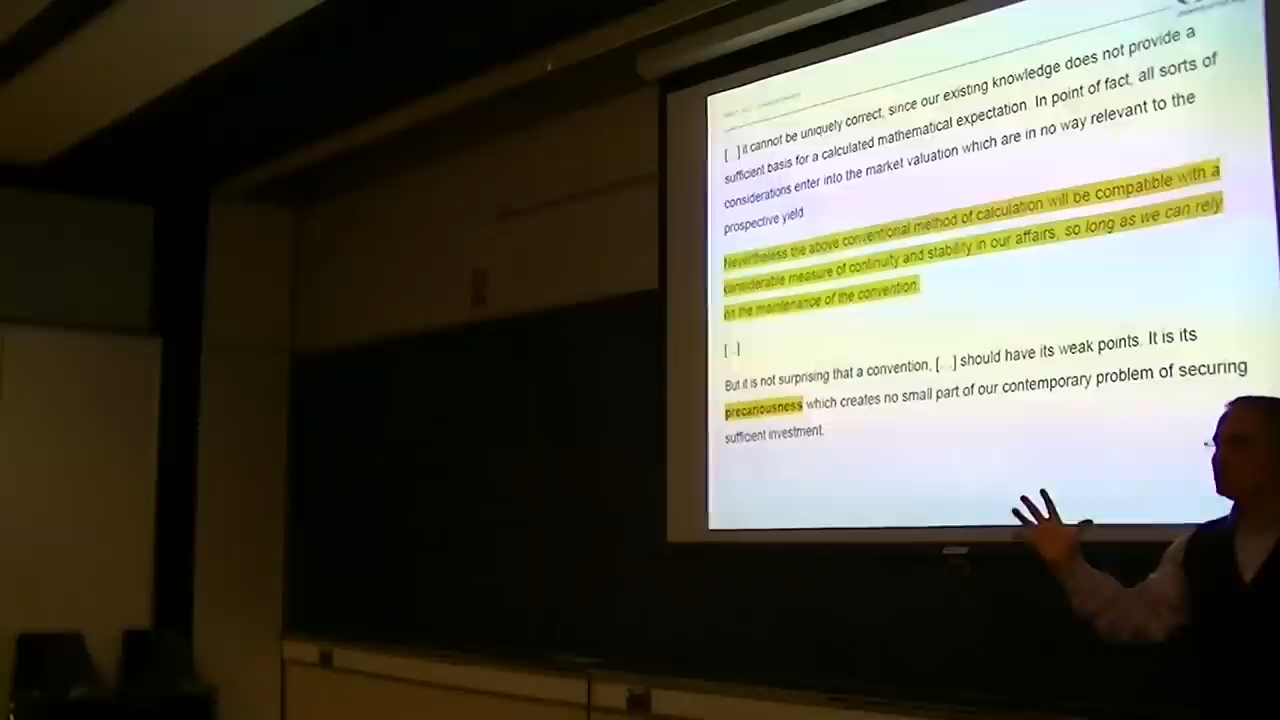 [ ] it cannot be uniquely correct, since our existing knowledge does not provide a
sufficient basis for a calculated mathematical expectation. In point of fact, all sorts of
considerations enter into the market valuation which are in no way relevant to the
prospective yield
Nevertheless the above conventional method of calculation will be compatible with a
considerable measure of continuity and stability in our affairs, so long as we can rely
on the maintenance of the convention.
[..]
But it is not surprising that a convention, [...] should have its weak points. It is its
precariousness which creates no small part of our contemporary problem of securing
sufficient investment.